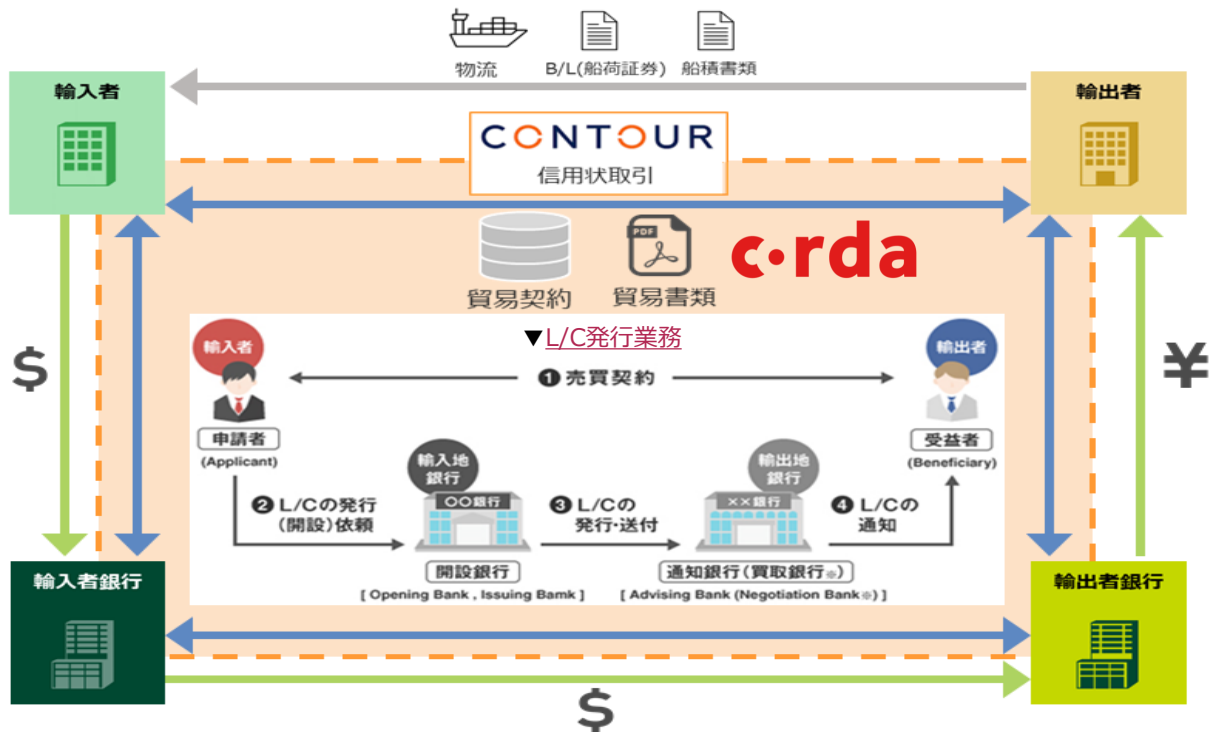 物流
B/L(船荷証券)
船積書類
輸入者
輸出者
CONTOUR
信用状取引
PDF
貿易契約
貿易書類
c•rda
▼L/C発行業務
輸入者
輸出者
❶売買契約
申請者
(Applicant)
受益者
(Beneficiary)
輸入地
銀行
輸出地
銀行
〇〇銀行
××銀行
❷L/Cの発行
(開設)依頼
❸L/Cの
発行・送付
❹L/Cの
通知
開設銀行
[ Opening Bank , Issuing Bamk ]
通知銀行(買取銀行※)
[ Advising Bank (Negotiation Bank※) ]
$
¥
輸入者銀行
輸出者銀行
$